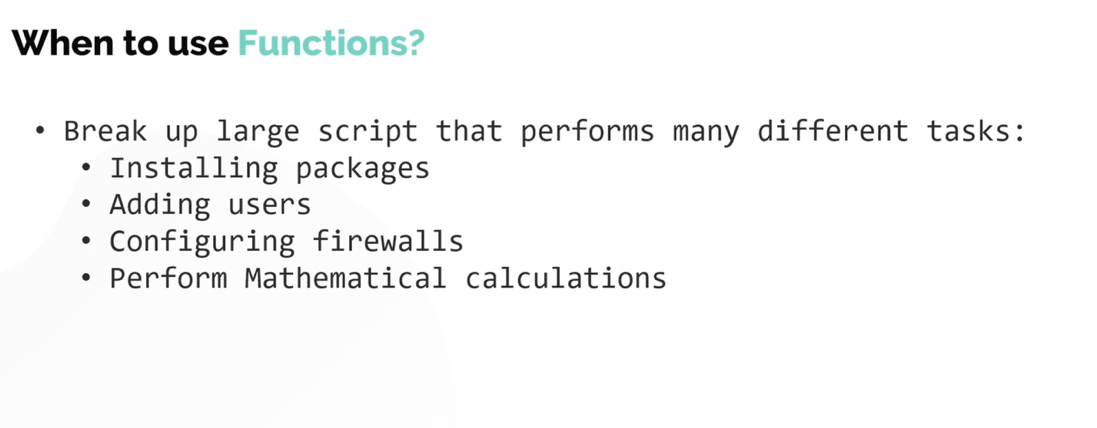 When to use Functions?
• Break up large script that performs many different tasks:
• Installing packages
• Adding users
• Configuring firewalls
• Perform Mathematical calculations